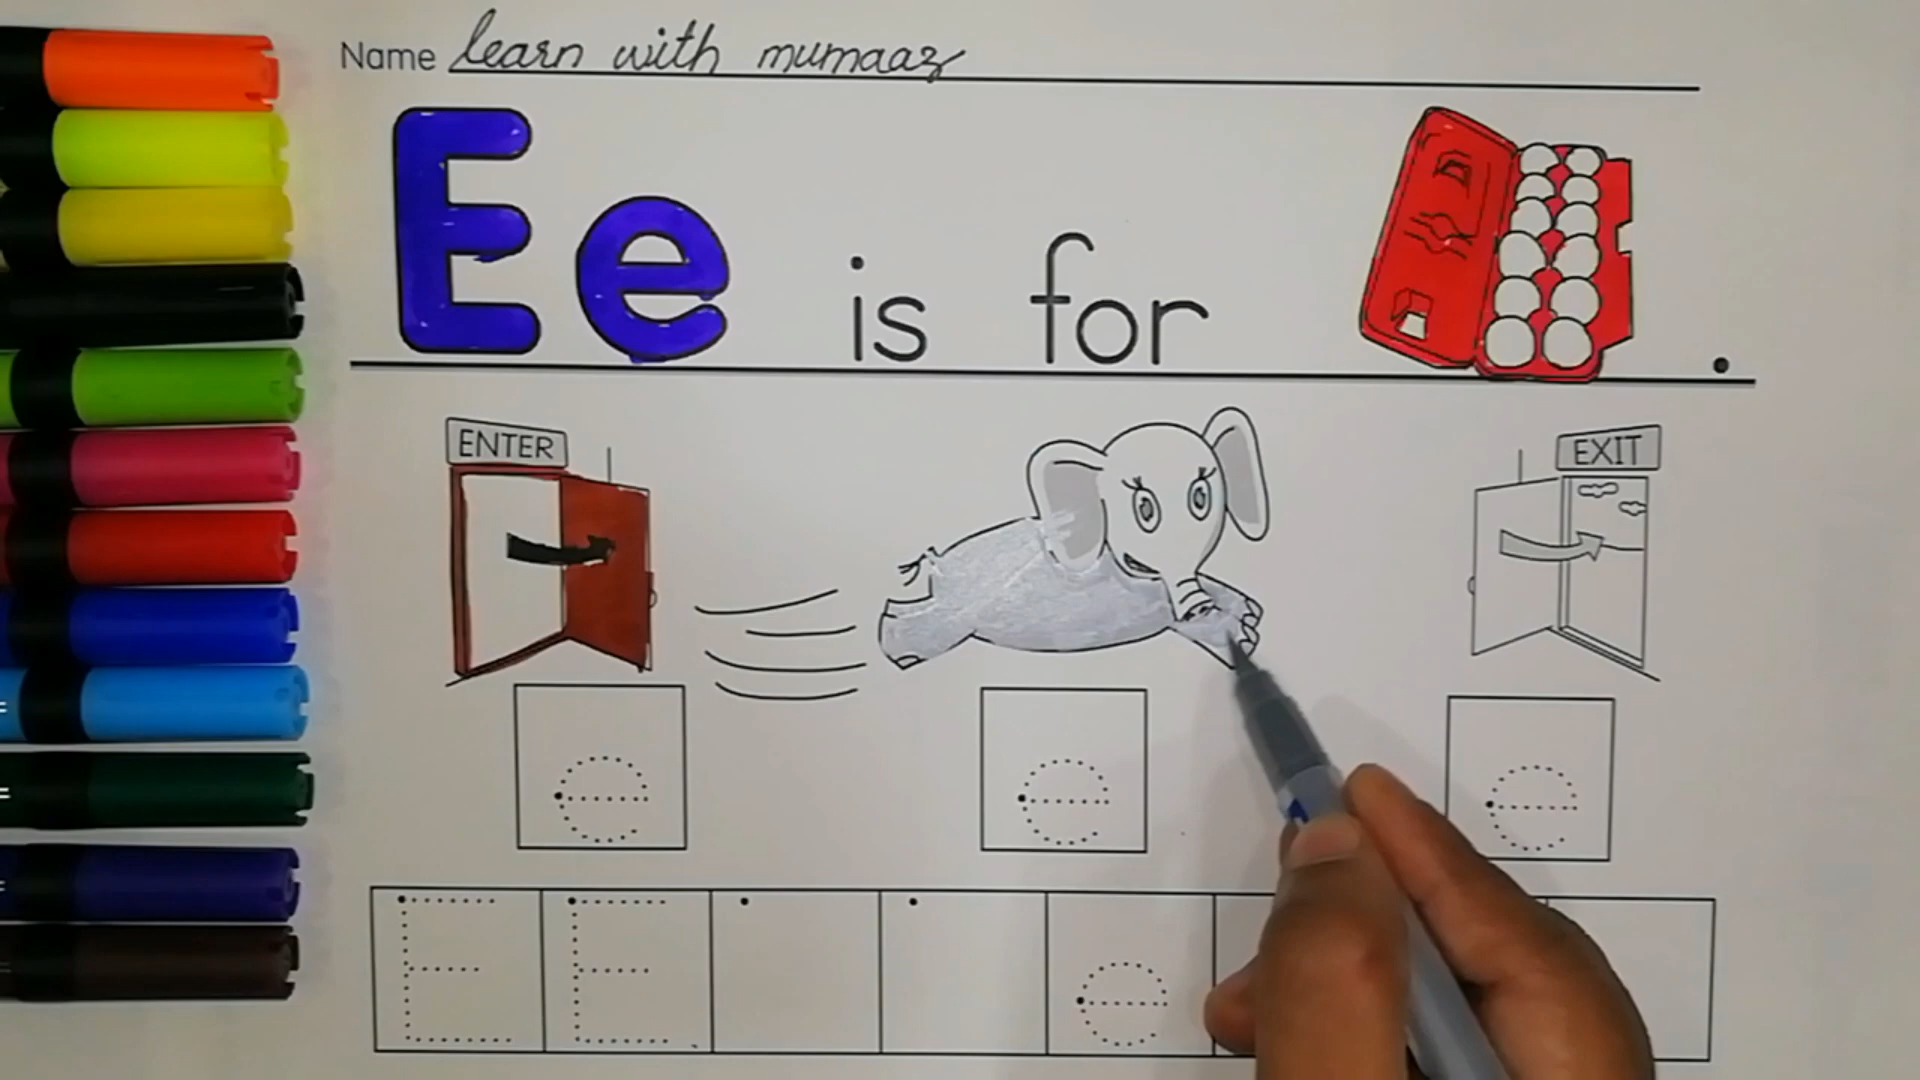 Name learn with mumaaz
Ee is for .
ENTER
EXIT
e e e
E E e